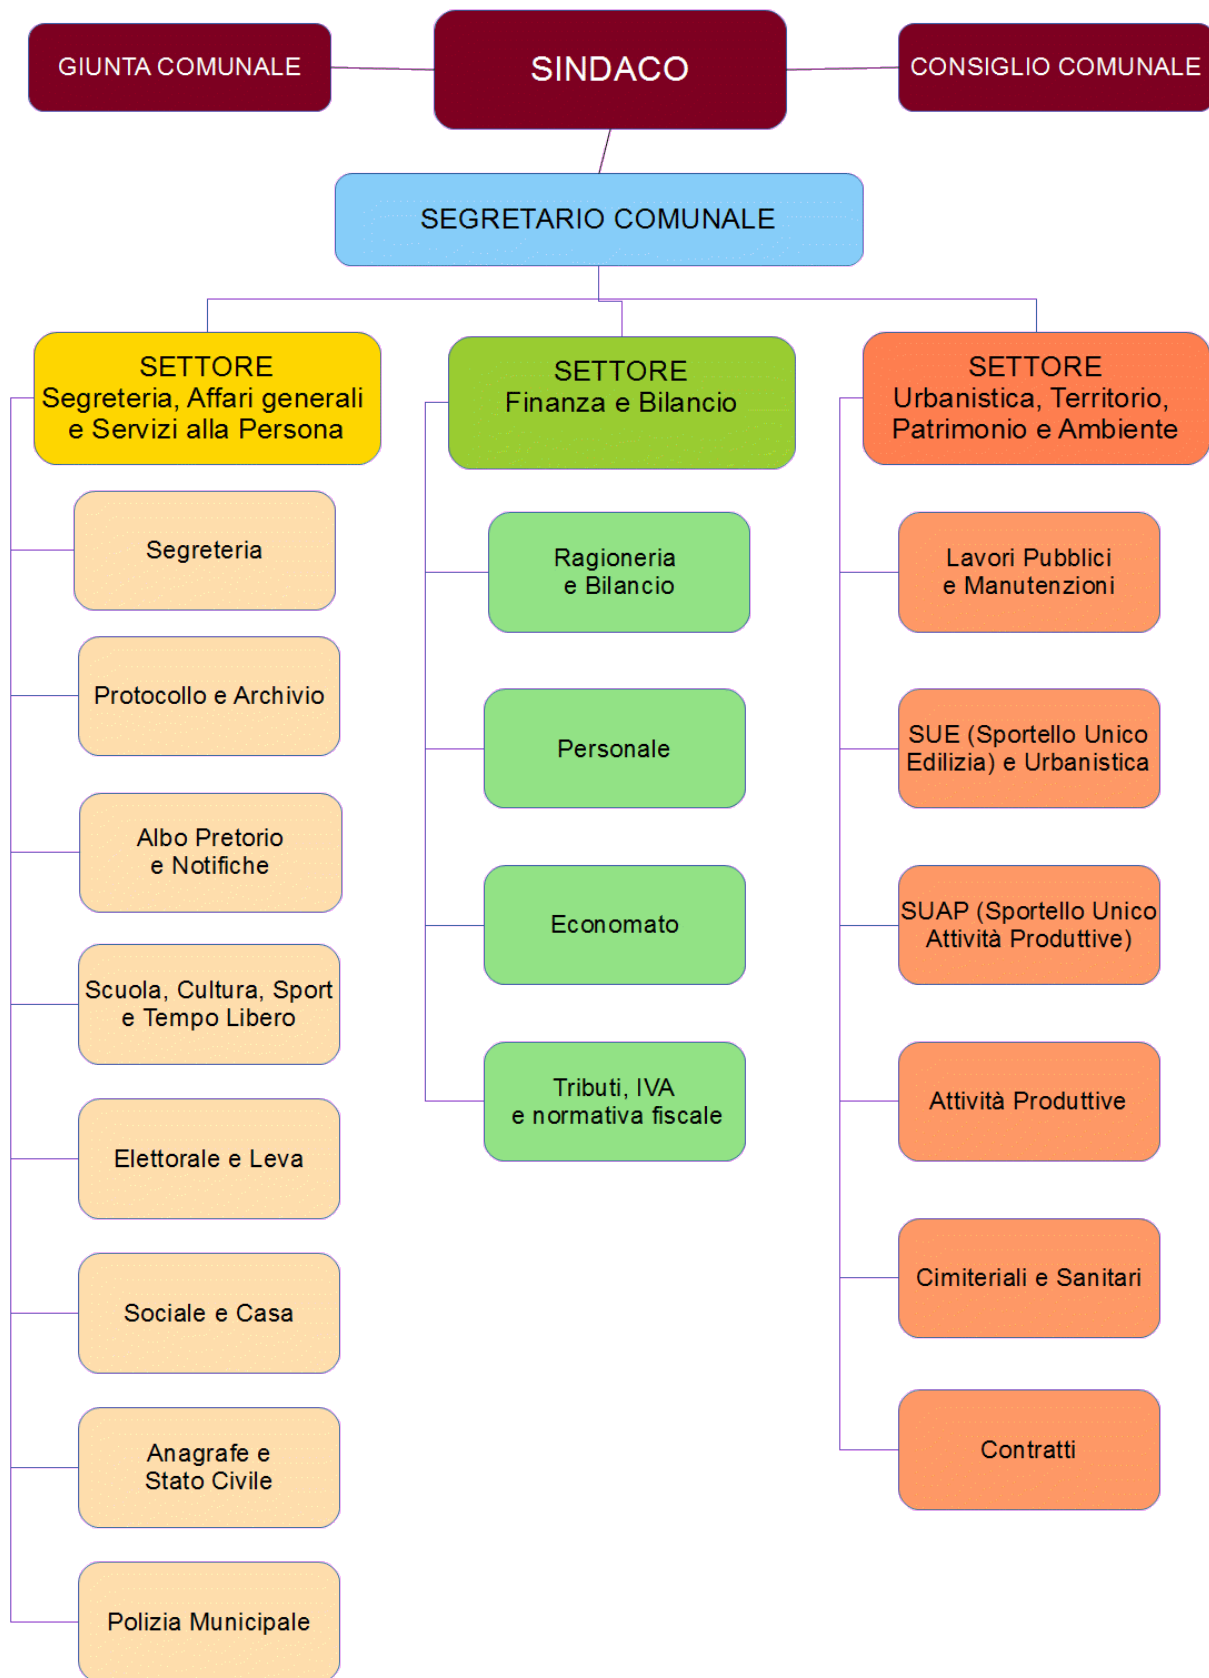 GIUNTA COMUNALE
SINDACO
CONSIGLIO COMUNALE
SEGRETARIO COMUNALE
SETTORE
Segreteria, Affari generali
e Servizi alla Persona
SETTORE
Finanza e Bilancio
SETTORE
Urbanistica, Territorio,
Patrimonio e Ambiente
Segreteria
Protocollo e Archivio
Albo Pretorio
e Notifiche
Scuola, Cultura, Sport
e Tempo Libero
Elettorale e Leva
Sociale e Casa
Anagrafe e
Stato Civile
Polizia Municipale
Ragioneria
e Bilancio
Personale
Economato
Tributi, IVA
e normativa fiscale
Lavori Pubblici
e Manutenzioni
SUE (Sportello Unico
Edilizia) e Urbanistica
SUAP (Sportello Unico
Attività Produttive)
Attività Produttive
Cimiteriali e Sanitari
Contratti